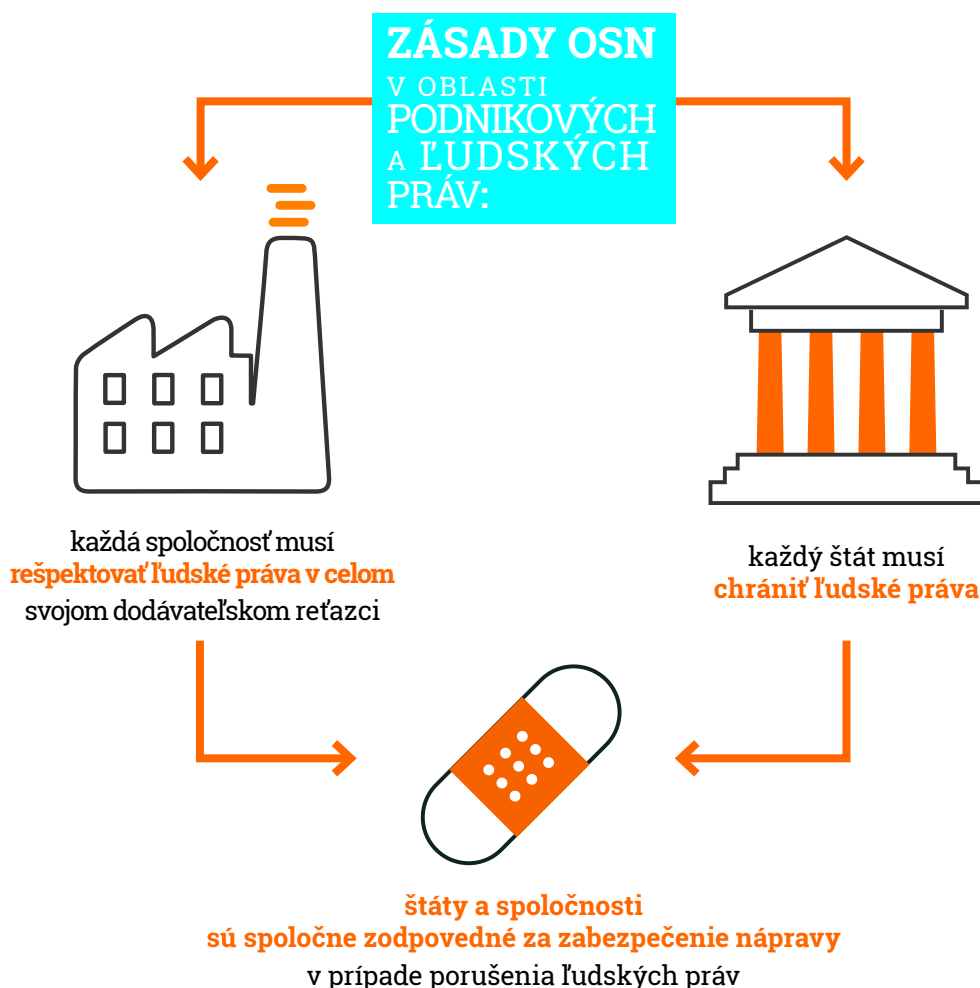 ZÁSADY OSN
V OBLASTI
PODNIKOVÝCH
A ĽUDSKÝCH
PRÁV:
každá spoločnosť musí
rešpektovať ľudské práva v celom
svojom dodávateľskom reťazci
každý štát musí
chrániť ľudské práva
štáty a spoločnosti
sú spoločne zodpovedné za zabezpečenie nápravy
v prípade porušenia ľudských práv